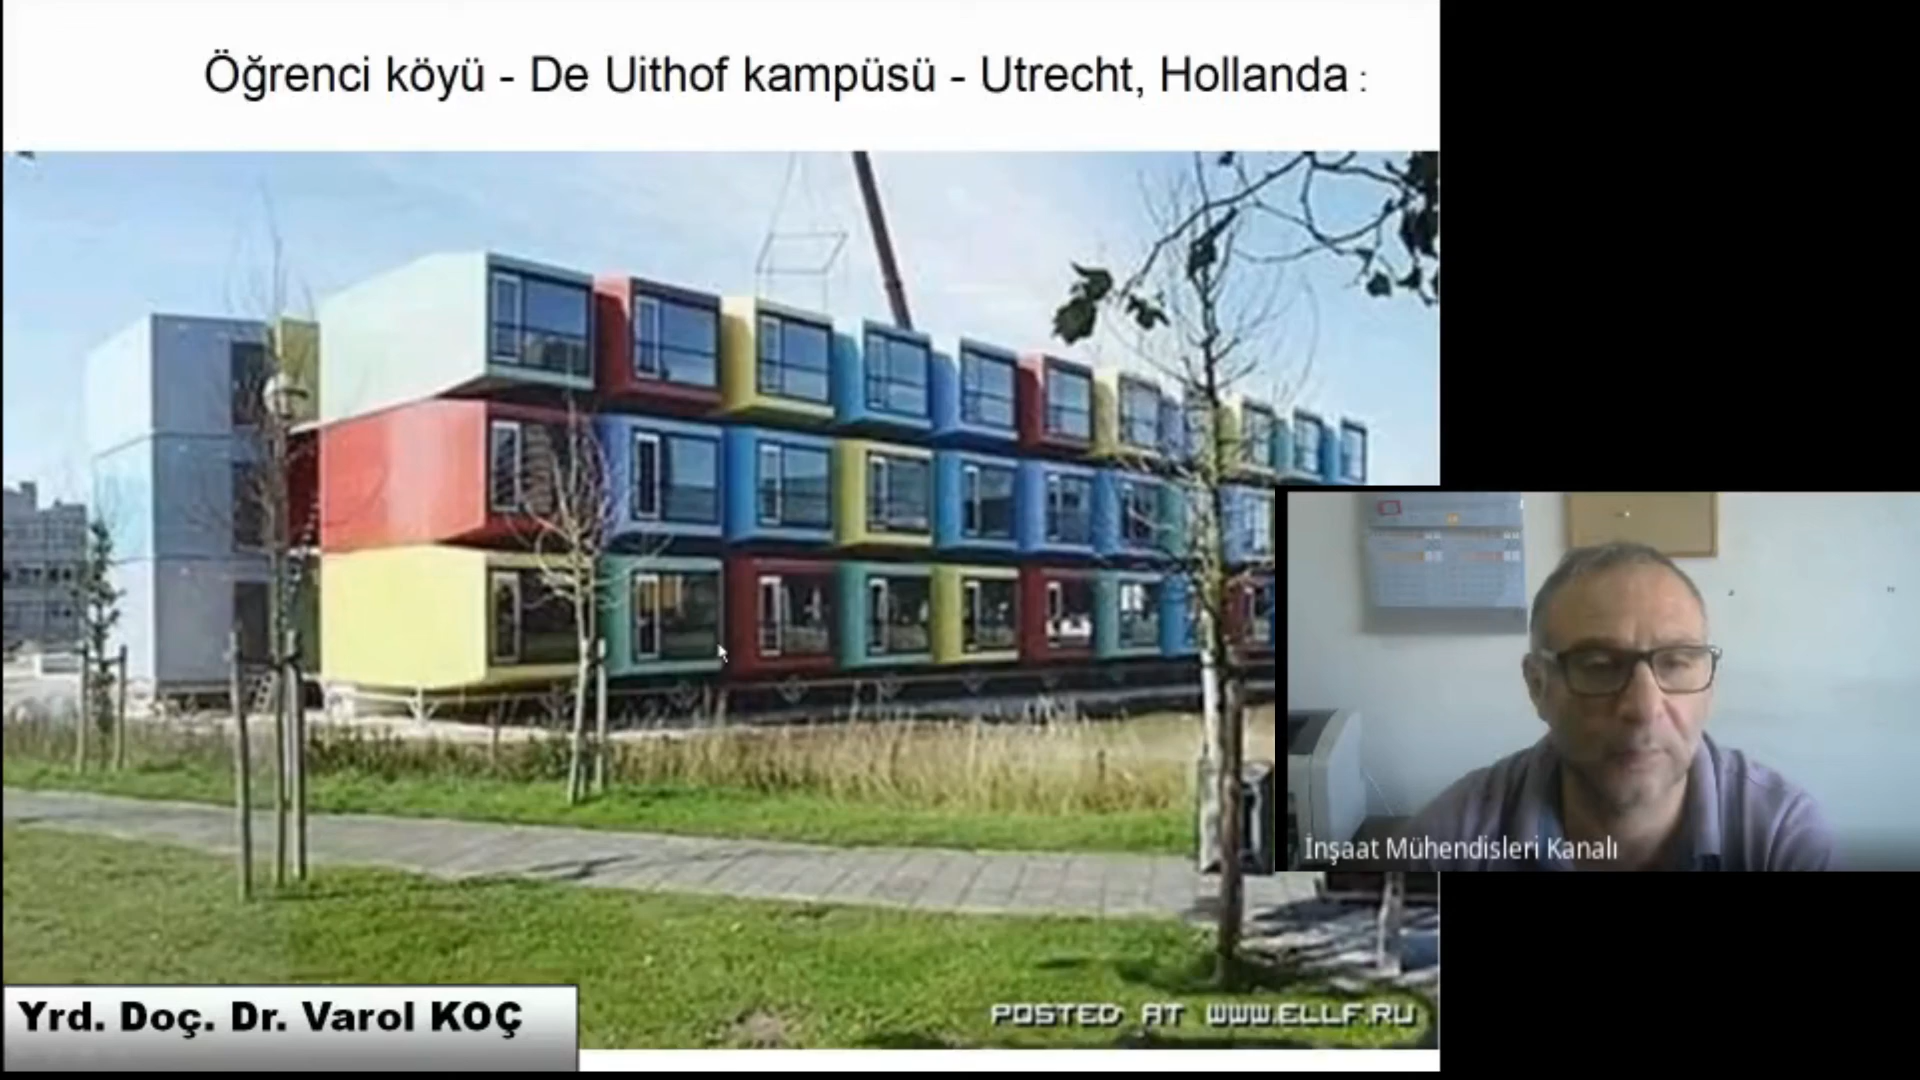 Öğrenci köyü - De Uithof kampüsü - Utrecht, Hollanda :
İnşaat Mühendisleri Kanalı
POSTED AT WWW.ELLF.RU
Yrd. Doç. Dr. Varol KOÇ